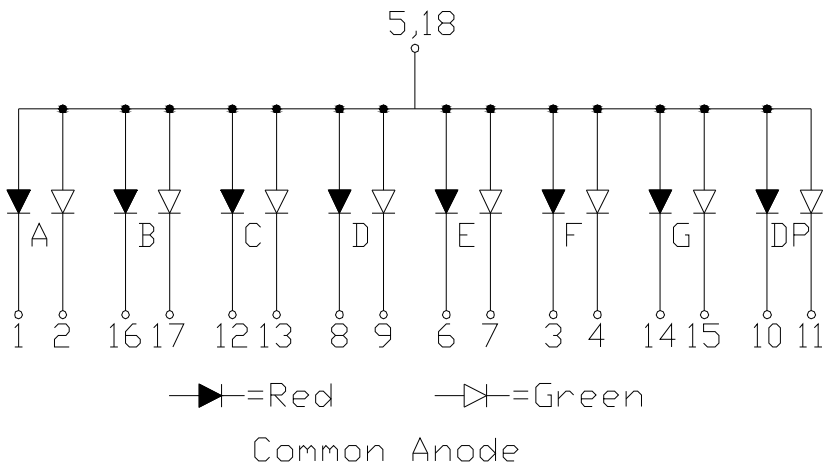 5,18
A B C D E F G DP
1 2 16 17 12 13 8 9 6 7 3 4 14 15 10 11
=Red =Green
Common Anode